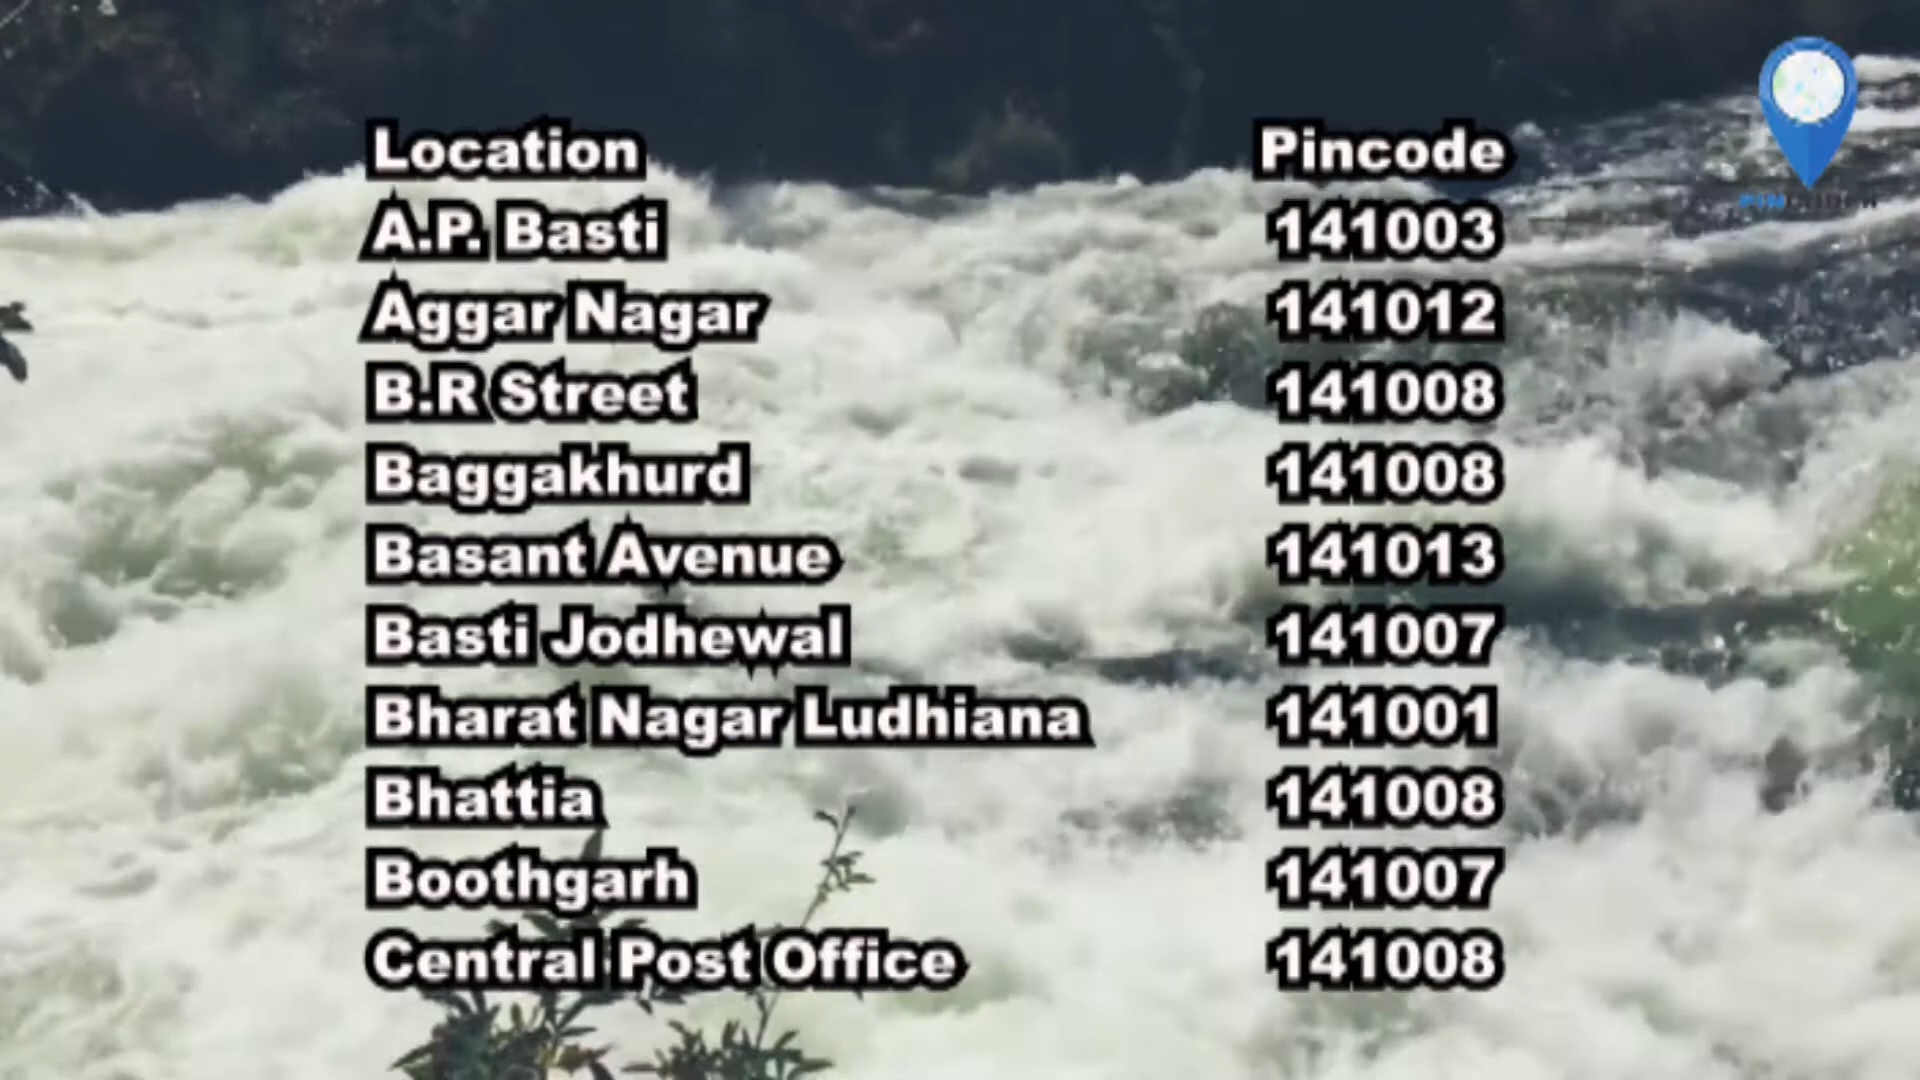 Location Pincode
A.P. Basti 141003
Aggar Nagar 141012
B.R Street 141008
Baggakhurd 141008
Basant Avenue 141013
Basti Jodhewal 141007
Bharat Nagar Ludhiana 141001
Bhattia 141008
Boothgarh 141007
Central Post Office 141008